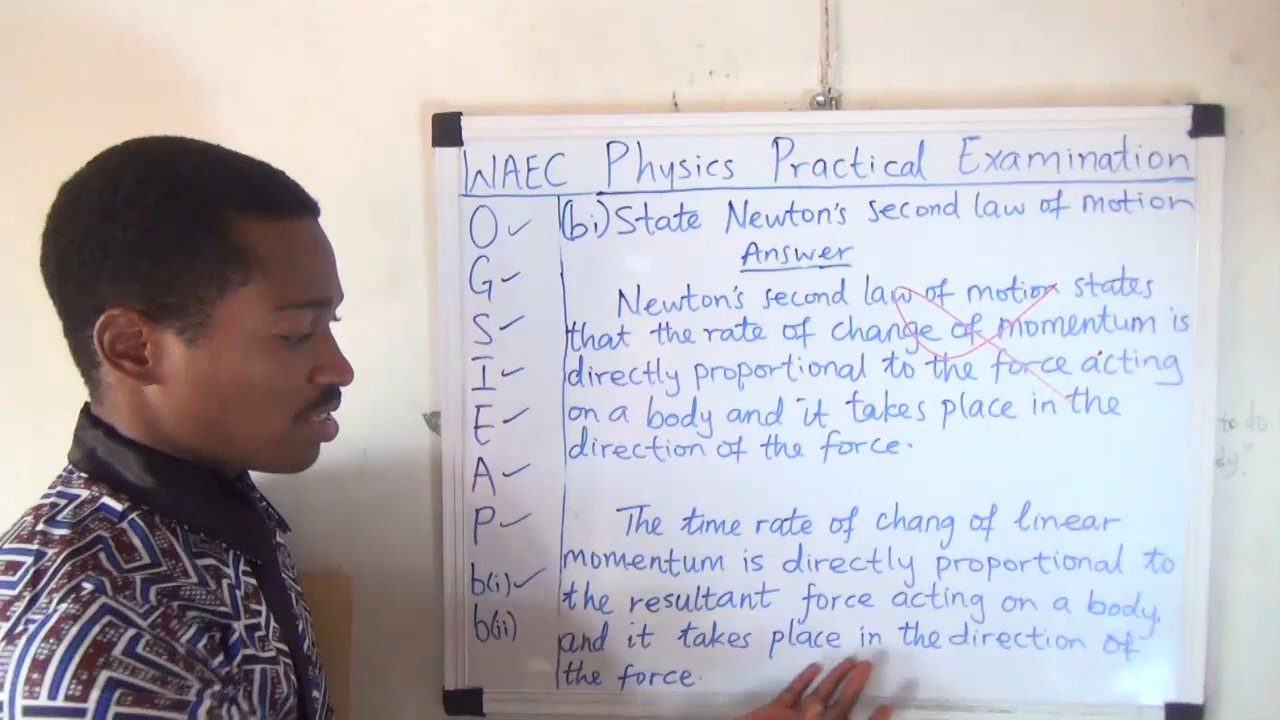 WAEC Physics Practical Examination
O ✓
G ✓
S ✓
I ✓
E ✓
A ✓
P ✓
b(i) ✓
b(ii)
(bi) State Newton's second law of motion
Answer
Newton's second law of motion states
that the rate of change of momentum is
directly proportional to the force acting
on a body and it takes place in the
direction of the force.
The time rate of chang of linear
momentum is directly proportional to
the resultant force acting on a body,
and it takes place in the direction of
the force.
to do